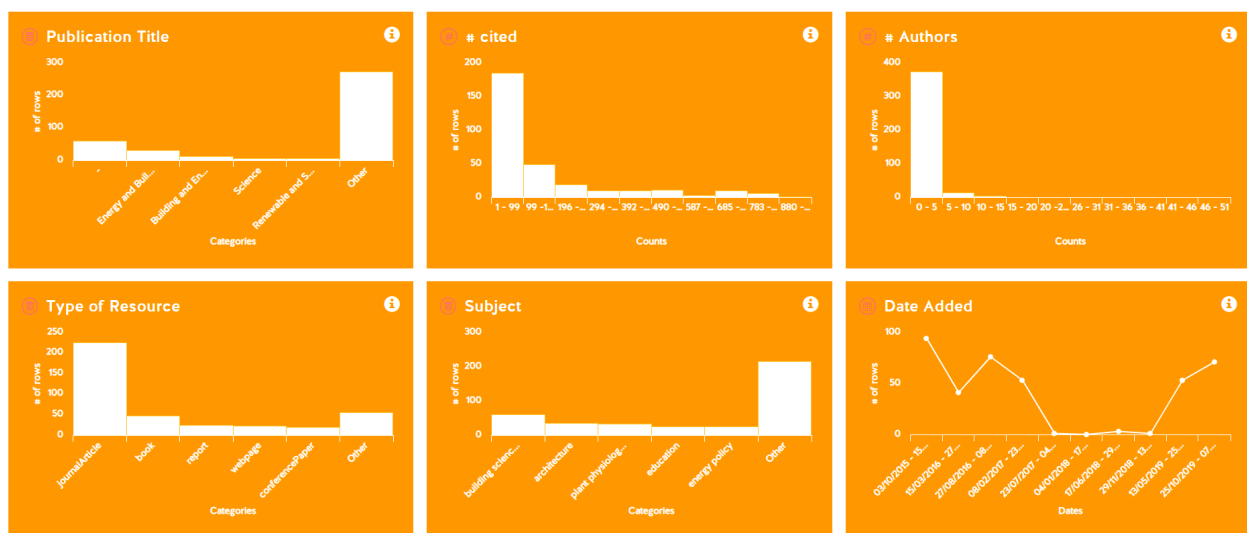 Publication Title
300
200
100
0
# of rows
-
Energy and Buil...
Building and En...
Science
Renewable and S...
Other
Categories
# cited
200
150
100
50
0
# of rows
1 - 99
99 -1...
196 -...
294 -...
392 -...
490 -...
587 -...
685 -...
783 -...
880 -...
Counts
# Authors
400
300
200
100
0
# of rows
0 - 5
5 - 10
10 - 15
15 - 20
20 -2...
26 - 31
31 - 36
36 - 41
41 - 46
46 - 51
Counts
Type of Resource
250
200
150
100
50
0
# of rows
journalArticle
book
report
webpage
conferencePaper
Other
Categories
Subject
300
200
100
0
# of rows
building scienc...
architecture
plant physiolog...
education
energy policy
Other
Categories
Date Added
100
50
0
# of rows
03/10/2015 - 15...
15/03/2016 - 27...
27/08/2016 - 08...
08/02/2017 - 23...
23/07/2017 - 04...
04/01/2018 - 17...
17/06/2018 - 29...
29/11/2018 - 13...
13/05/2019 - 25...
25/10/2019 - 07...
Dates